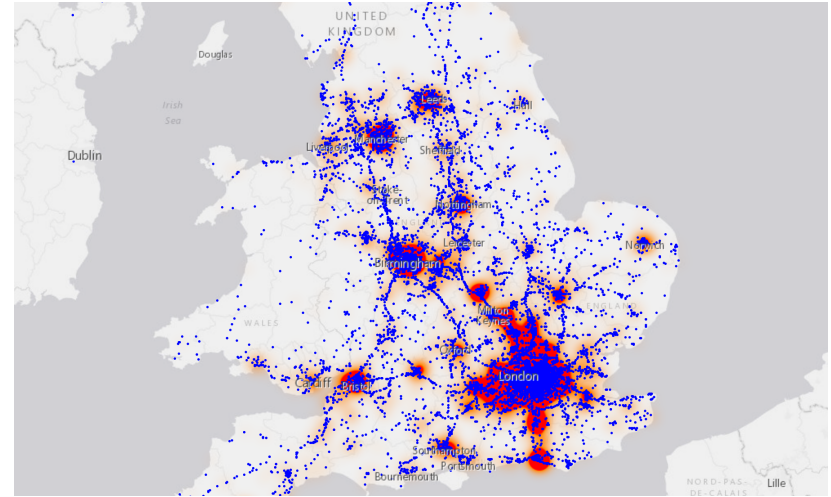 UNITED
KINGDOM
Douglas
Irish
Sea
Leeds
Hull
Dublin
Liverpool
Manchester
Sheffield
Stoke-
on-Trent
Nottingham
Leicester
Norwich
Birmingham
ENGLAND
WALES
Milton
Keynes
Oxford
London
Cardiff
Bristol
Southampton
Portsmouth
Bournemouth
NORD-PAS-
DE-CALAIS
Lille